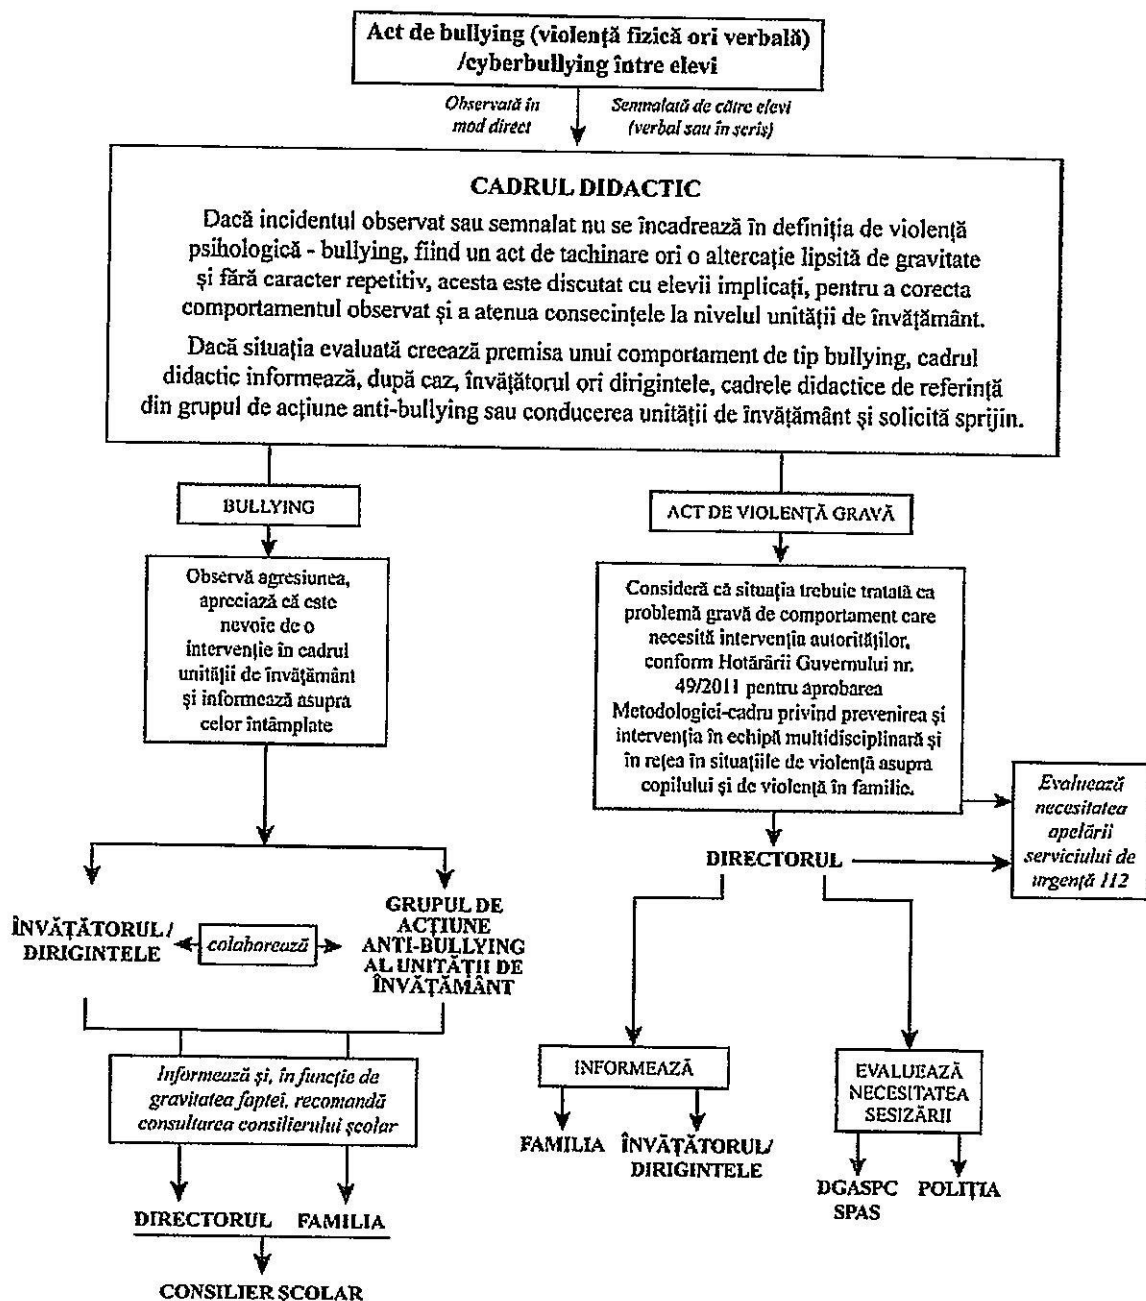 Act de bullying (violență fizică ori verbală)
/cyberbullying între elevi
Observată în
mod direct
Semnalată de către elevi
(verbal sau în scris)
CADRUL DIDACTIC
Dacă incidentul observat sau semnalat nu se încadrează în definiția de violență
psihologică - bullying, fiind un act de tachinare ori o altercație lipsită de gravitate
și fără caracter repetitiv, acesta este discutat cu elevii implicați, pentru a corecta
comportamentul observat și a atenua consecințele la nivelul unității de învățământ.
Dacă situația evaluată creează premisa unui comportament de tip bullying, cadrul
didactic informează, după caz, învățătorul ori dirigintele, cadrele didactice de referință
din grupul de acțiune anti-bullying sau conducerea unității de învățământ și solicită sprijin.
BULLYING
Observă agresiunea,
apreciază că este
nevoie de o
intervenție în cadrul
unității de învățământ
și informează asupra
celor întâmplate
ÎNVĂȚĂTORUL/
DIRIGINTELE
colaborează
GRUPUL DE
ACȚIUNE
ANTI-BULLYING
AL UNITĂȚII DE
ÎNVĂȚĂMÂNT
Informează și, în funcție de
gravitatea faptei, recomandă
consultarea consilierului școlar
DIRECTORUL FAMILIA
CONSILIER ȘCOLAR
ACT DE VIOLENȚĂ GRAVĂ
Consideră că situația trebuie tratată ca
problemă gravă de comportament care
necesită intervenția autorităților,
conform Hotărârii Guvernului nr.
49/2011 pentru aprobarea
Metodologiei-cadru privind prevenirea și
intervenția în echipă multidisciplinară și
în rețea în situațiile de violență asupra
copilului și de violență în familie.
Evaluează
necesitatea
apelării
serviciului de
urgență 112
DIRECTORUL
INFORMEAZĂ
FAMILIA
ÎNVĂȚĂTORUL/
DIRIGINTELE
EVALUEAZĂ
NECESITATEA
SESIZĂRII
DGASPC
SPAS
POLIȚIA